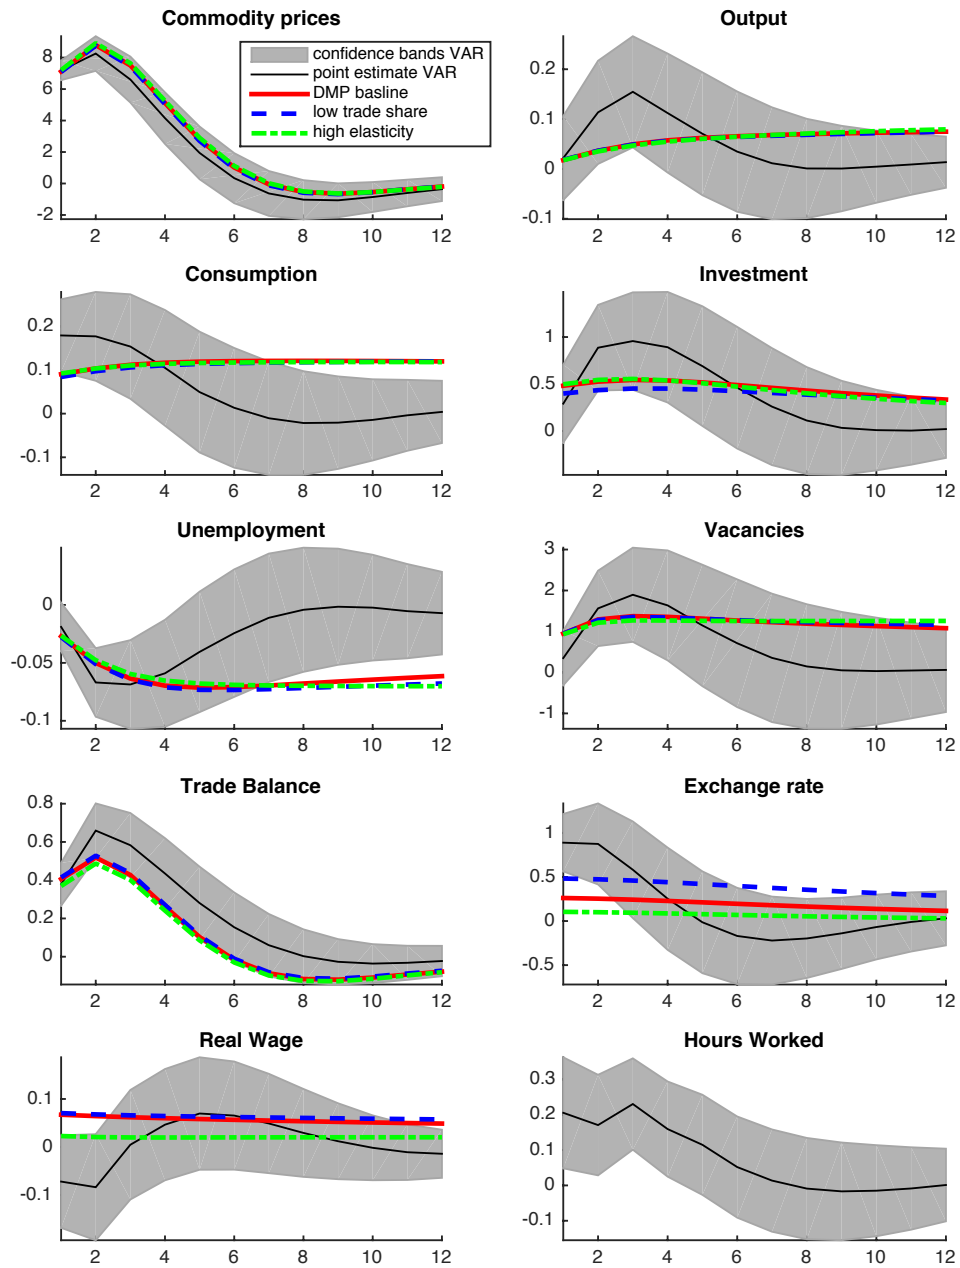 Commodity prices
8
6
4
2
0
-2
2 4 6 8 10 12
confidence bands VAR
point estimate VAR
DMP basline
low trade share
high elasticity
Output
0.2
0.1
0
-0.1
2 4 6 8 10 12
Consumption
0.2
0.1
0
-0.1
2 4 6 8 10 12
Investment
1
0.5
0
2 4 6 8 10 12
Unemployment
0
-0.05
-0.1
2 4 6 8 10 12
Vacancies
3
2
1
-1
2 4 6 8 10 12
Trade Balance
0.8
0.6
0.4
0.2
0
2 4 6 8 10 12
Exchange rate
1
0.5
0
-0.5
2 4 6 8 10 12
Real Wage
0.1
0
-0.1
2 4 6 8 10 12
Hours Worked
0.3
0.2
0.1
0
-0.1
2 4 6 8 10 12